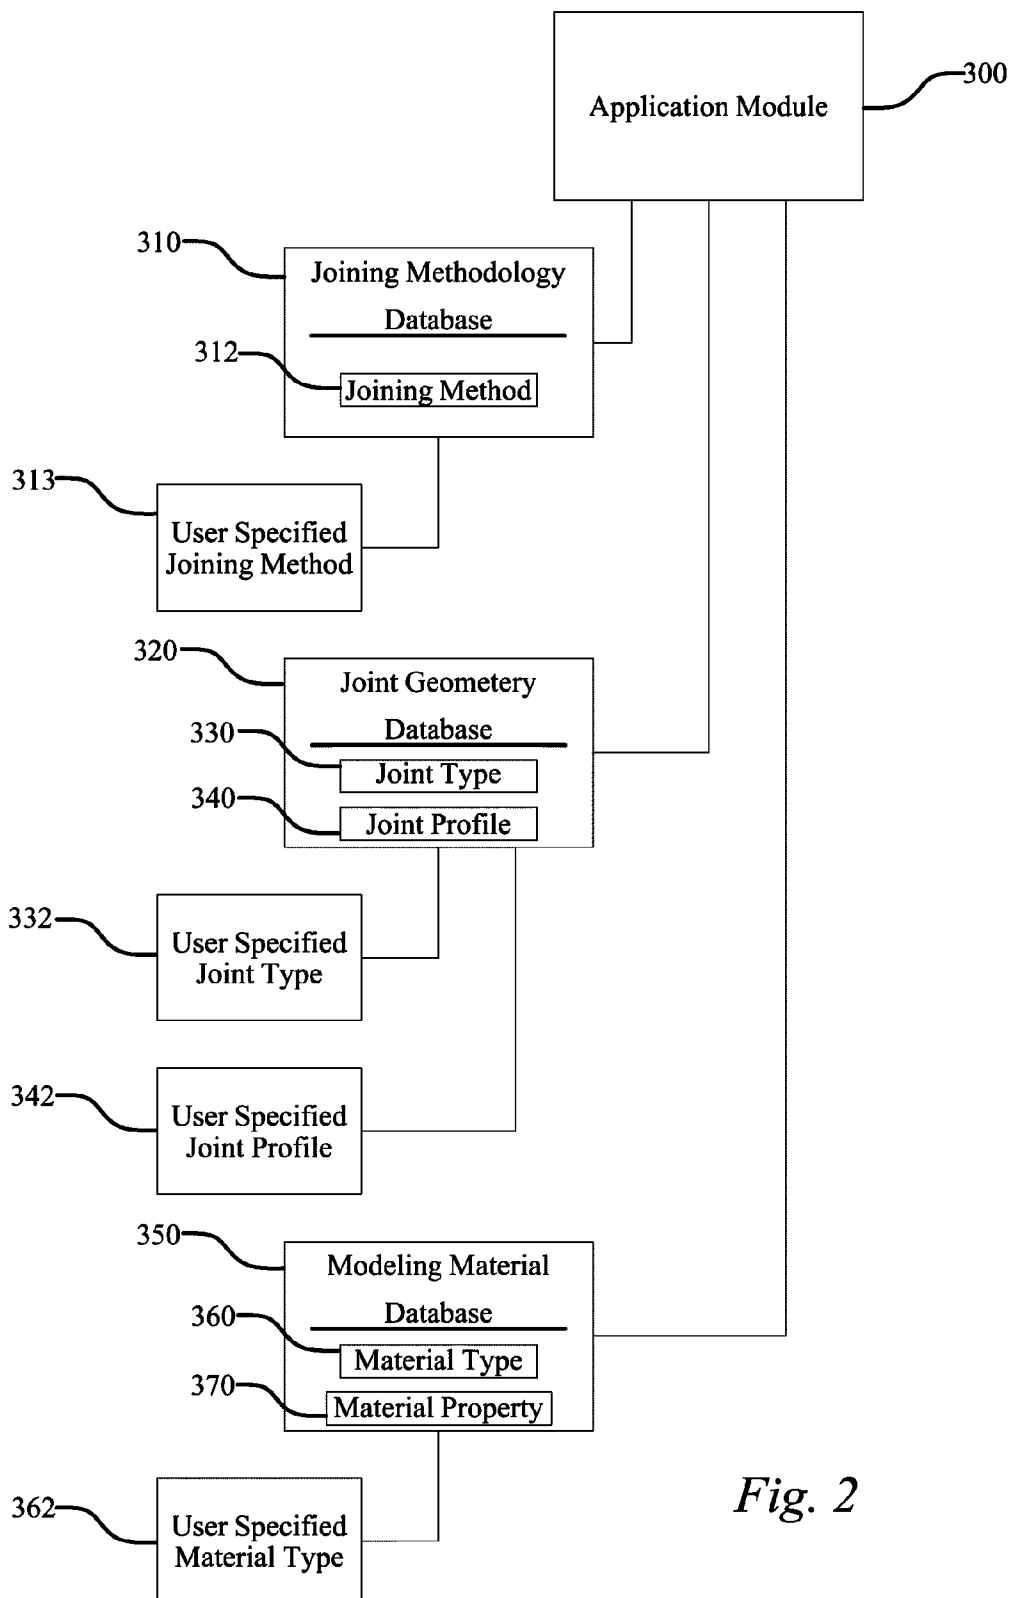 Application Module
300
310
Joining Methodology
Database
312
Joining Method
313
User Specified
Joining Method
320
Joint Geometery
Database
330
Joint Type
340
Joint Profile
332
User Specified
Joint Type
342
User Specified
Joint Profile
350
Modeling Material
Database
360
Material Type
370
Material Property
Fig. 2
362
User Specified
Material Type